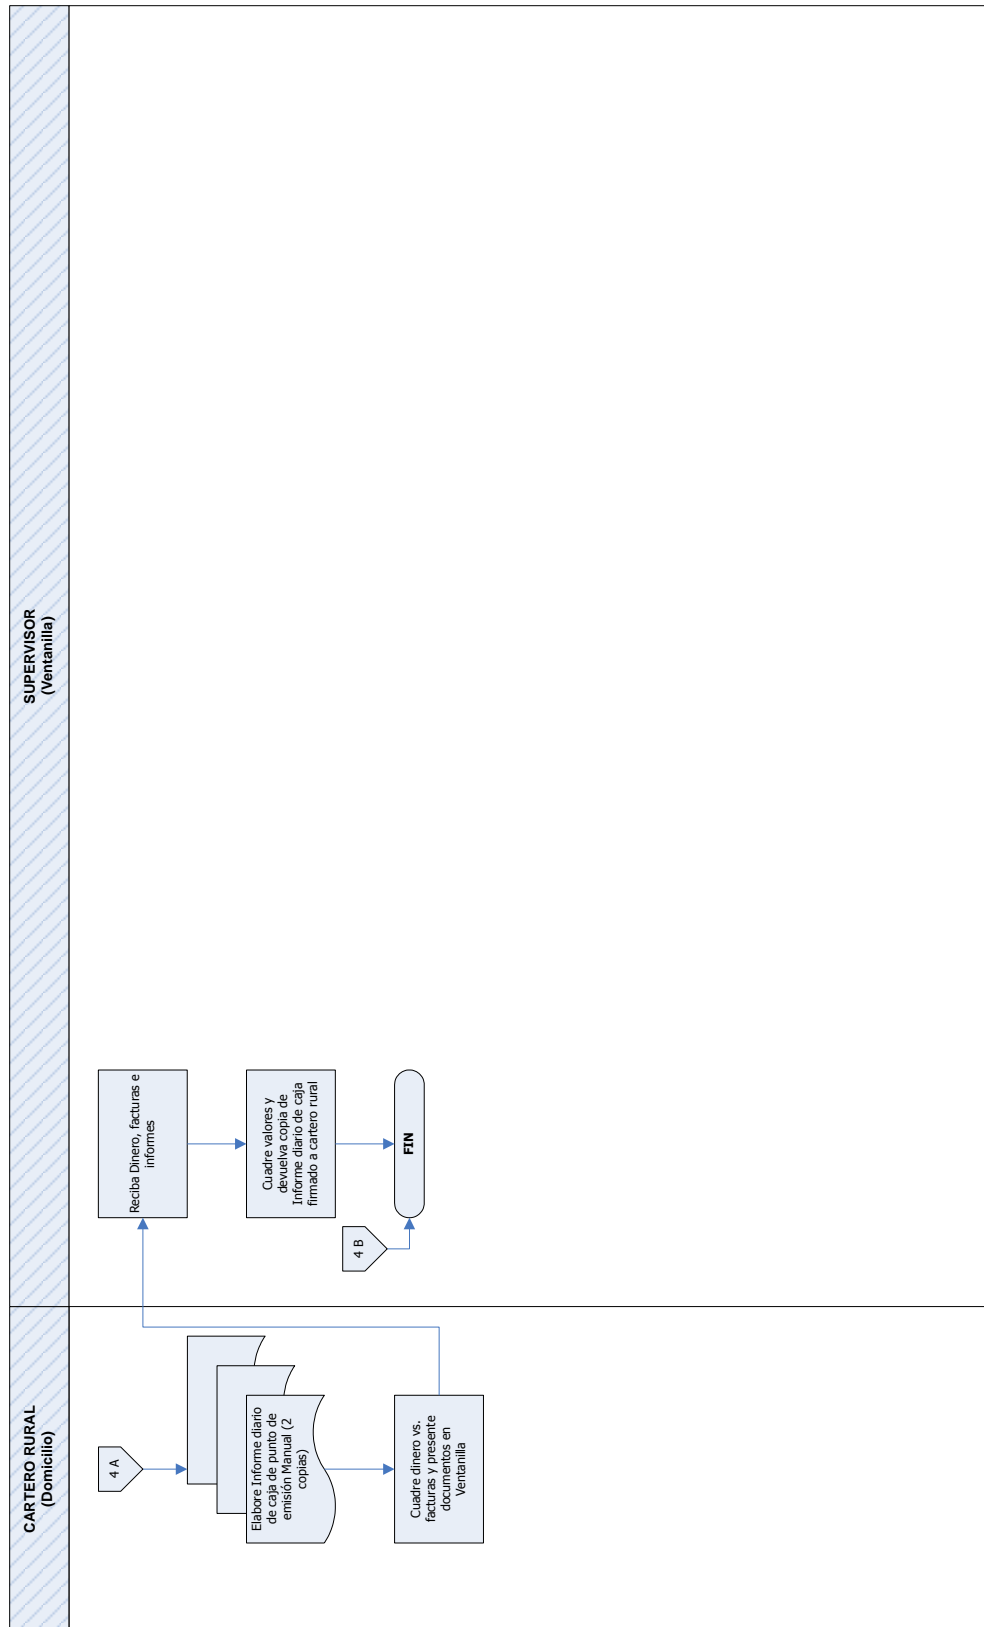 CARTERO RURAL
(Domicilio)
SUPERVISOR
(Ventanilla)
4 A
Elabore Informe diario
de caja de punto de
emisión Manual (2
copias)
Cuadre dinero vs.
facturas y presente
documentos en
Ventanilla
Reciba Dinero, facturas e
informes
Cuadre valores y
devuelva copia de
Informe diario de caja
firmado a cartero rural
4 B
FIN